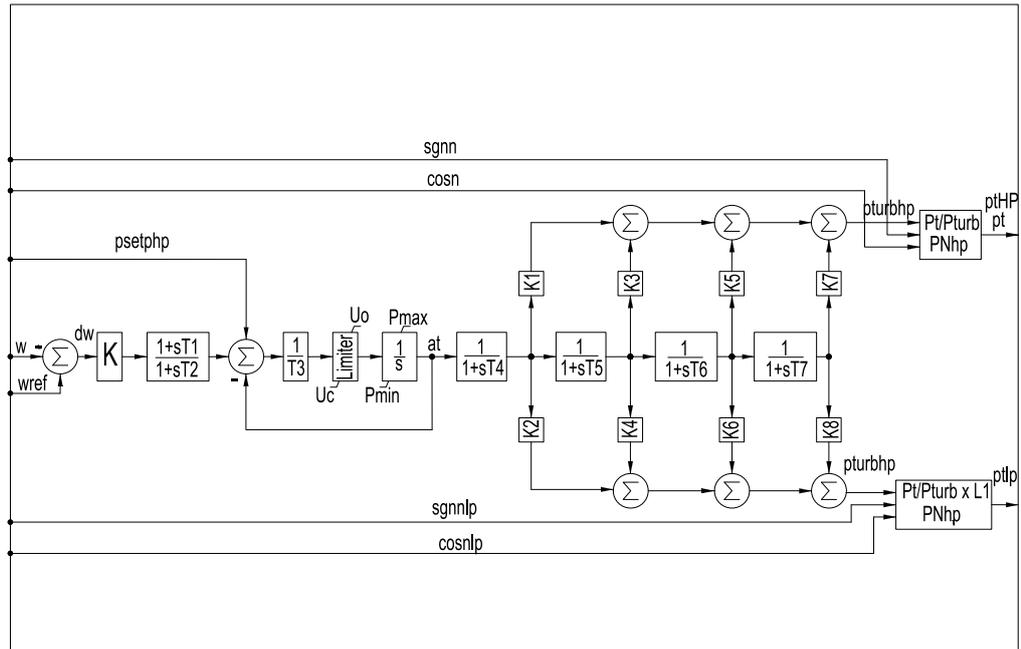 sgnn
cosn
pturbhp
ptHP
pt
Pt/Pturb
PNhp
psetphp
Σ
Σ
Σ
K1
K3
K5
K7
w
-
Σ
dw
wref
K
1+sT1
1+sT2
Σ
-
1
T3
Uo
Limiter
Uc
Pmax
1
s
Pmin
at
1
1+sT4
1
1+sT5
1
1+sT6
1
1+sT7
K2
K4
K6
K8
Σ
Σ
Σ
pturbhp
ptlp
Pt/Pturb x L1
PNhp
sgnnlp
cosnlp